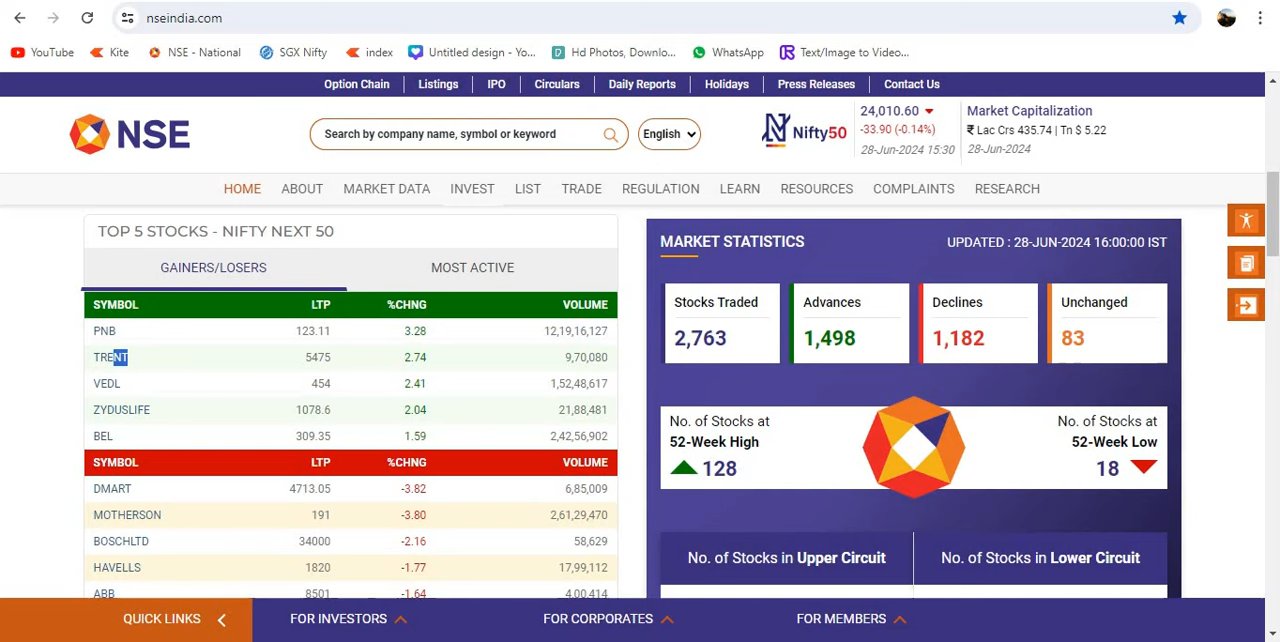 nseindia.com
YouTube Kite NSE - National SGX Nifty index Untitled design - Yo... Hd Photos, Downlo... WhatsApp Text/Image to Video...
Option Chain Listings IPO Circulars Daily Reports Holidays Press Releases Contact Us
NSE
Search by company name, symbol or keyword
English
Nifty50
24,010.60
-33.90 (-0.14%)
28-Jun-2024 15:30
Market Capitalization
₹ Lac Crs 435.74 | Tn $ 5.22
28-Jun-2024
HOME ABOUT MARKET DATA INVEST LIST TRADE REGULATION LEARN RESOURCES COMPLAINTS RESEARCH
TOP 5 STOCKS - NIFTY NEXT 50
GAINERS/LOSERS MOST ACTIVE
SYMBOL LTP %CHNG VOLUME
PNB 123.11 3.28 12,19,16,127
TRENT 5475 2.74 9,70,080
VEDL 454 2.41 1,52,48,617
ZYDUSLIFE 1078.6 2.04 21,88,481
BEL 309.35 1.59 2,42,56,902
SYMBOL LTP %CHNG VOLUME
DMART 4713.05 -3.82 6,85,009
MOTHERSON 191 -3.80 2,61,29,470
BOSCHLTD 34000 -2.16 58,629
HAVELLS 1820 -1.77 17,99,112
ABB 8501 -1.64 4,00,414
MARKET STATISTICS UPDATED : 28-JUN-2024 16:00:00 IST
Stocks Traded Advances Declines Unchanged
2,763 1,498 1,182 83
No. of Stocks at
52-Week High
128
No. of Stocks at
52-Week Low
18
No. of Stocks in Upper Circuit No. of Stocks in Lower Circuit
QUICK LINKS FOR INVESTORS FOR CORPORATES FOR MEMBERS